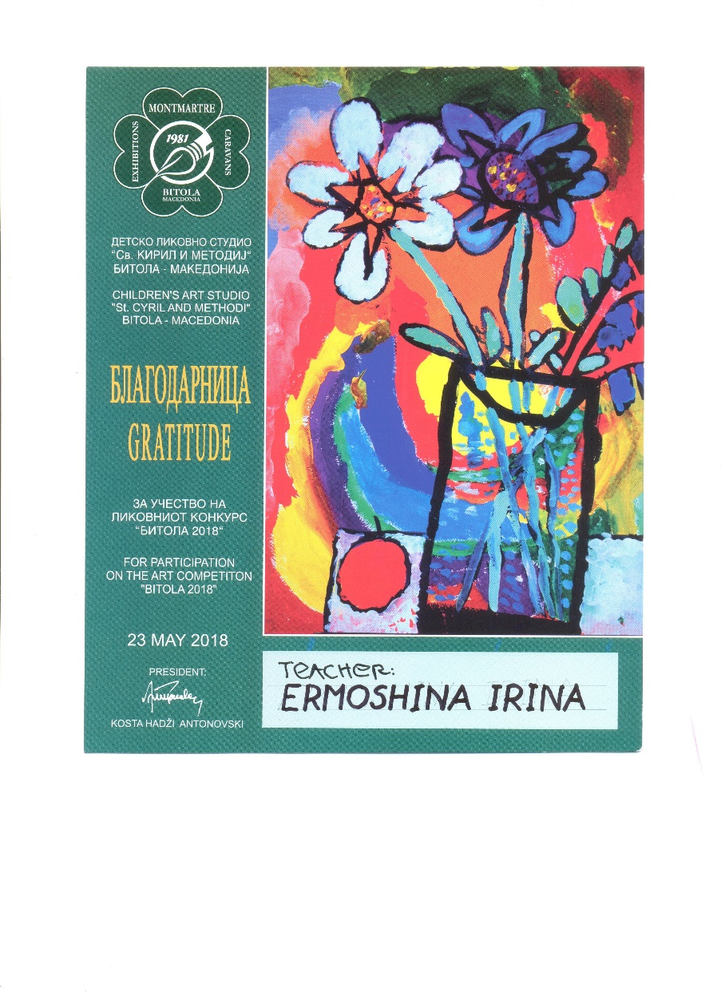 MONTMARTRE
EXHIBITIONS
1981
CARAVANS
BITOLA
MACEDONIA
ДЕТСКО ЛИКОВНО СТУДИО
“Св. КИРИЛ И МЕТОДИЈ“
БИТОЛА - МАКЕДОНИЈА
CHILDREN'S ART STUDIO
"St. CYRIL AND METHODI"
BITOLA - MACEDONIA
БЛАГОДАРНИЦА
GRATITUDE
ЗА УЧЕСТВО НА
ЛИКОВНИОТ КОНКУРС
“БИТОЛА 2018“
FOR PARTICIPATION
ON THE ART COMPETITON
"BITOLA 2018"
23 MAY 2018
PRESIDENT:
KOSTA HADŽI ANTONOVSKI
TEACHER:
ERMOSHINA IRINA